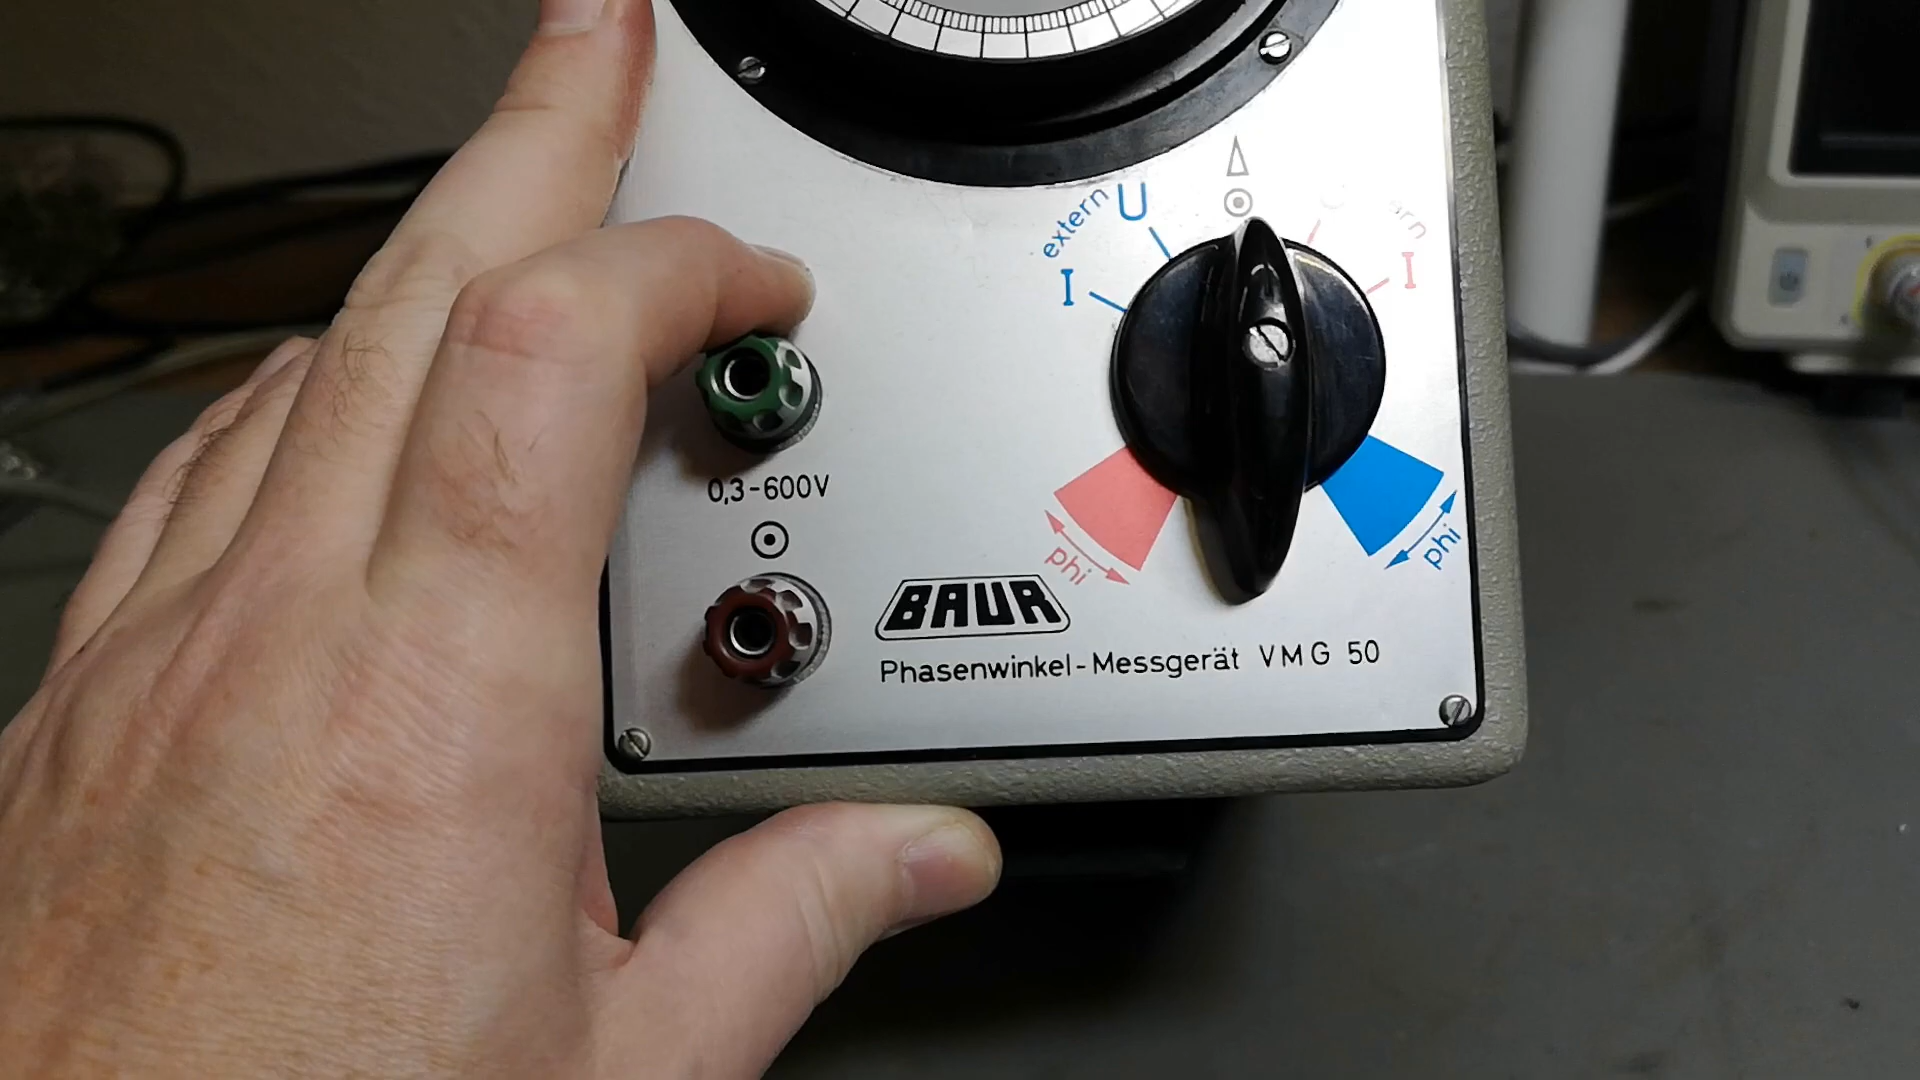 extern U
I
I
0,3-600V
phi
phi
BAUR
Phasenwinkel-Messgerät VMG 50